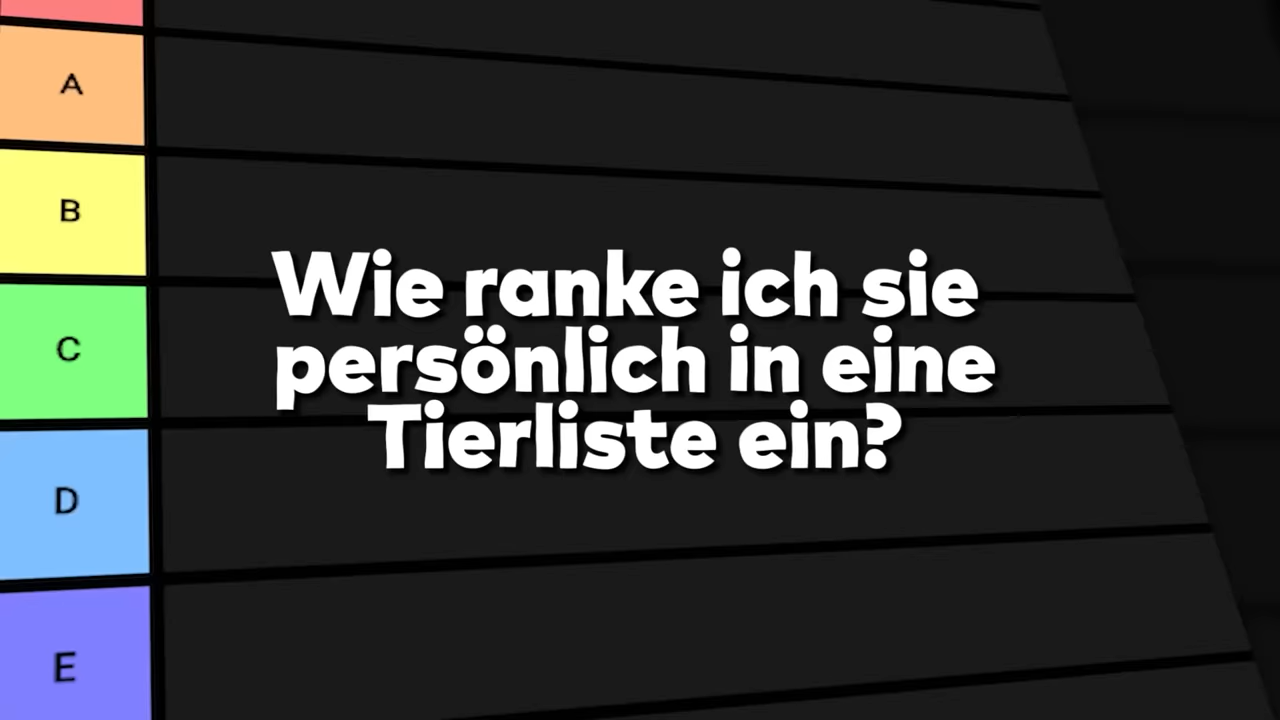 A
B
Wie ranke ich sie
C
persönlich in eine
Tierliste ein?
D
E